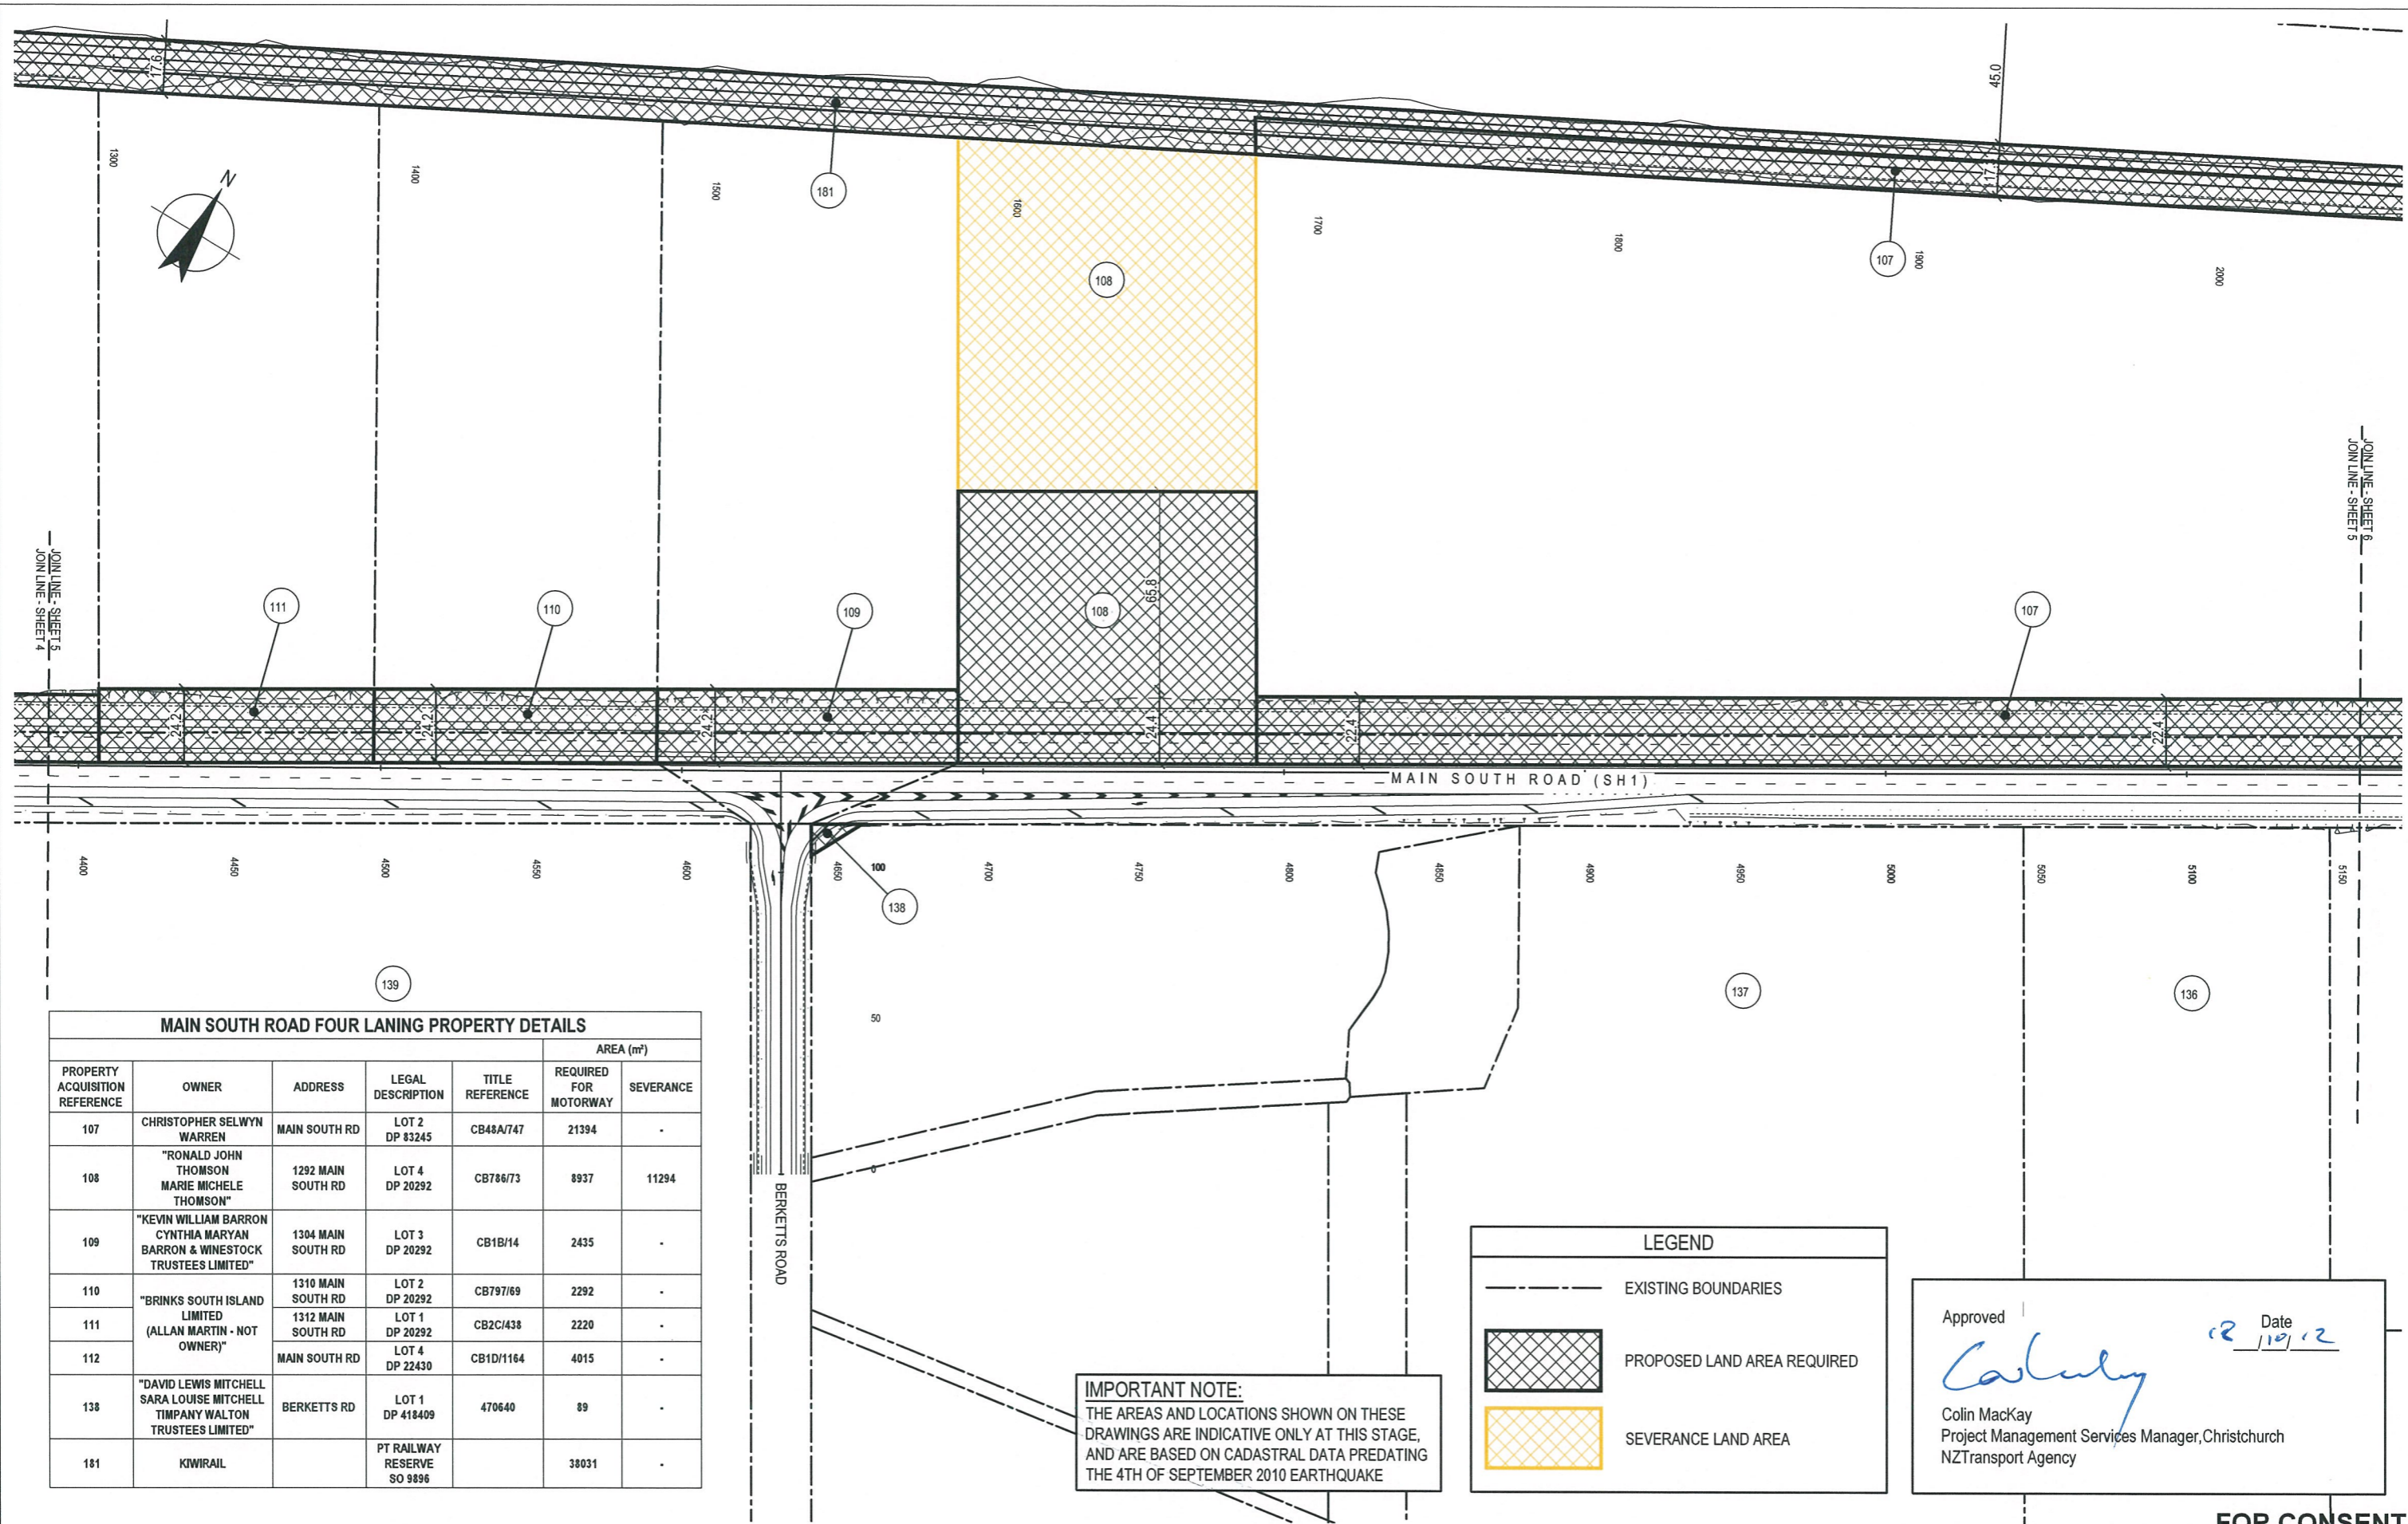 17.6
45.0
1300
1400
1500
1600
1700
1800
1900
2000
N
181
107
108
JOIN LINE - SHEET 5
JOIN LINE - SHEET 4
JOIN LINE - SHEET 6
JOIN LINE - SHEET 5
111
110
109
108
65.8
107
24.2
24.2
24.2
24.4
22.4
22.4
MAIN SOUTH ROAD (SH1)
4400
4450
4500
4550
4600
4650
100
4700
4750
4800
4850
4900
4950
5000
5050
5100
5150
138
139
137
136
50
0
BERKETTS ROAD
MAIN SOUTH ROAD FOUR LANING PROPERTY DETAILS
AREA (m²)
PROPERTY ACQUISITION REFERENCE OWNER ADDRESS LEGAL DESCRIPTION TITLE REFERENCE REQUIRED FOR MOTORWAY SEVERANCE
107 CHRISTOPHER SELWYN WARREN MAIN SOUTH RD LOT 2 DP 83245 CB48A/747 21394 -
108 "RONALD JOHN THOMSON MARIE MICHELE THOMSON" 1292 MAIN SOUTH RD LOT 4 DP 20292 CB786/73 8937 11294
109 "KEVIN WILLIAM BARRON CYNTHIA MARYAN BARRON & WINESTOCK TRUSTEES LIMITED" 1304 MAIN SOUTH RD LOT 3 DP 20292 CB1B/14 2435 -
110 "BRINKS SOUTH ISLAND LIMITED (ALLAN MARTIN - NOT OWNER)" 1310 MAIN SOUTH RD LOT 2 DP 20292 CB797/69 2292 -
111 1312 MAIN SOUTH RD LOT 1 DP 20292 CB2C/438 2220 -
112 MAIN SOUTH RD LOT 4 DP 22430 CB1D/1164 4015 -
138 "DAVID LEWIS MITCHELL SARA LOUISE MITCHELL TIMPANY WALTON TRUSTEES LIMITED" BERKETTS RD LOT 1 DP 418409 470640 89 -
181 KIWIRAIL PT RAILWAY RESERVE SO 9896 38031 -
IMPORTANT NOTE:
THE AREAS AND LOCATIONS SHOWN ON THESE
DRAWINGS ARE INDICATIVE ONLY AT THIS STAGE,
AND ARE BASED ON CADASTRAL DATA PREDATING
THE 4TH OF SEPTEMBER 2010 EARTHQUAKE
LEGEND
EXISTING BOUNDARIES
PROPOSED LAND AREA REQUIRED
SEVERANCE LAND AREA
Approved
Date
/10/12
Colin MacKay
Project Management Services Manager,Christchurch
NZTransport Agency
FOR CONSENT